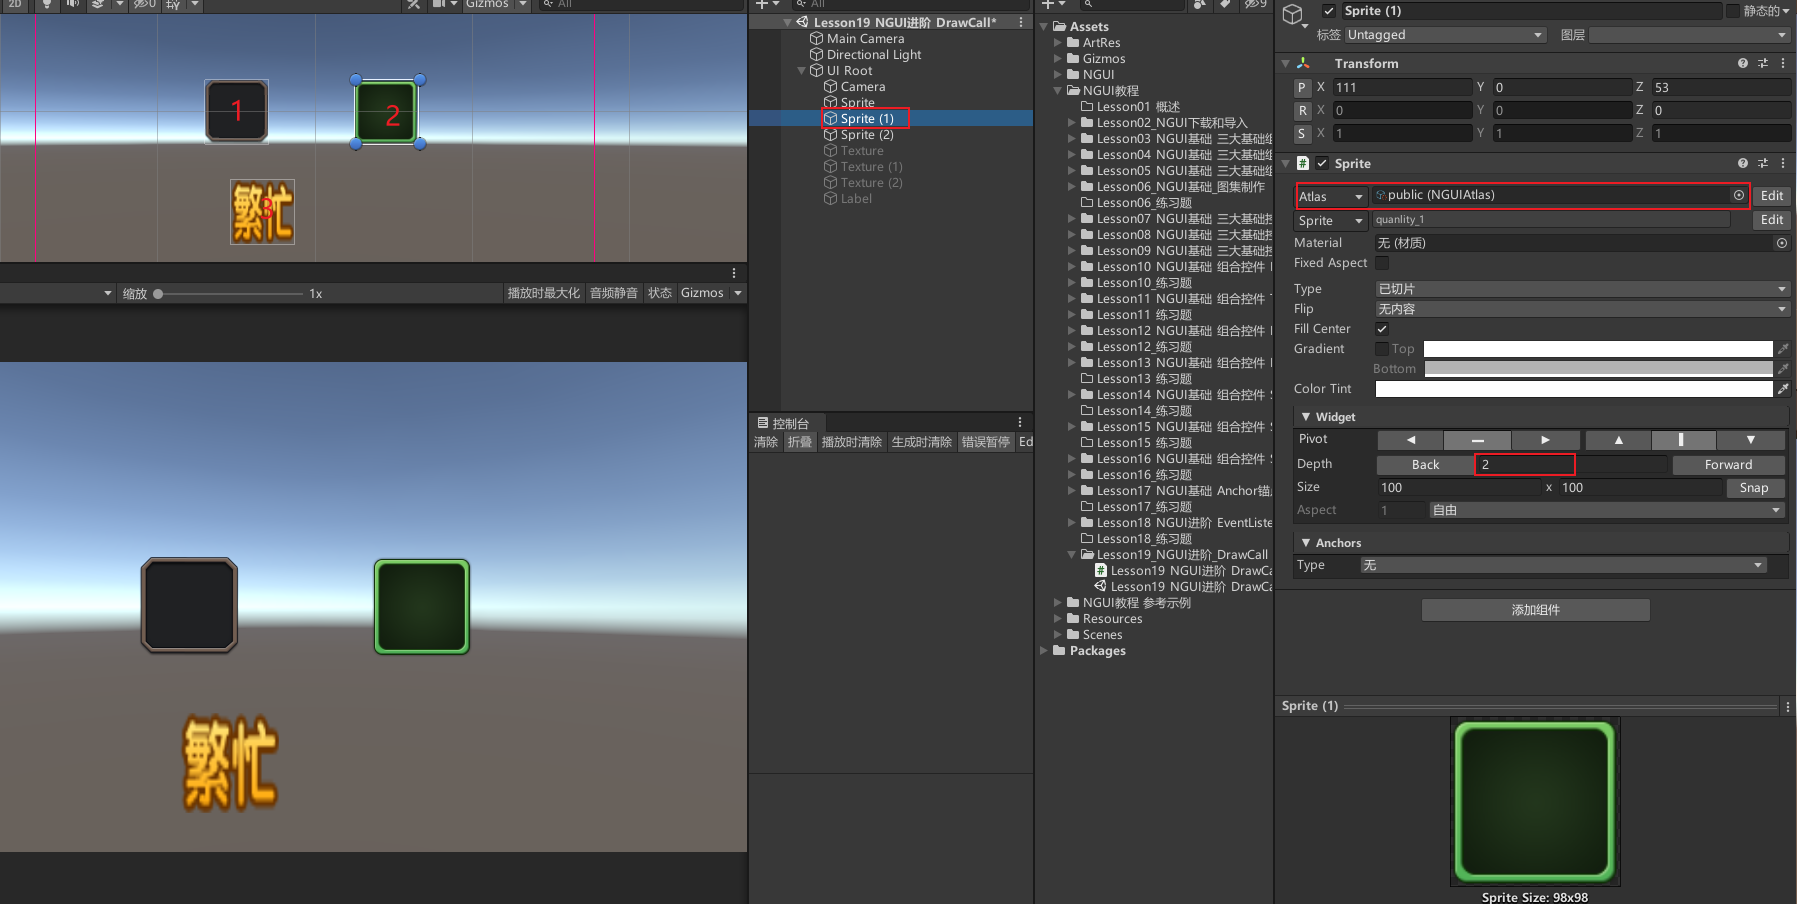 2D
0
Gizmos
All
1
2
繁忙
3
缩放
1x
播放时最大化
音频静音
状态
Gizmos
繁忙
All
Lesson19 NGUI进阶 DrawCall*
Main Camera
Directional Light
UI Root
Camera
Sprite
Sprite (1)
Sprite (2)
Texture
Texture (1)
Texture (2)
Label
控制台
清除
折叠
播放时清除
生成时清除
错误暂停
Ed
9
Assets
ArtRes
Gizmos
NGUI
NGUI教程
Lesson01 概述
Lesson02_NGUI下载和导入
Lesson03 NGUI基础 三大基础组
Lesson04 NGUI基础 三大基础组
Lesson05 NGUI基础 三大基础组
Lesson06_NGUI基础_图集制作
Lesson06_练习题
Lesson07 NGUI基础 三大基础控
Lesson08 NGUI基础 三大基础控
Lesson09 NGUI基础 三大基础控
Lesson10 NGUI基础 组合控件
Lesson10_练习题
Lesson11 NGUI基础 组合控件
Lesson11 练习题
Lesson12 NGUI基础 组合控件
Lesson12_练习题
Lesson13 NGUI基础 组合控件
Lesson13 练习题
Lesson14 NGUI基础 组合控件
Lesson14_练习题
Lesson15 NGUI基础 组合控件
Lesson15 练习题
Lesson16 NGUI基础 组合控件
Lesson16_练习题
Lesson17 NGUI基础 Anchor锚
Lesson17_练习题
Lesson18 NGUI进阶 EventListe
Lesson18_练习题
Lesson19_NGUI进阶_DrawCall
Lesson19 NGUI进阶 DrawCa
Lesson19 NGUI进阶 DrawCa
NGUI教程 参考示例
Resources
Scenes
Packages
Sprite (1)
静态的
标签 Untagged
图层
Transform
P X 111 Y 0 Z 53
R X 0 Y 0 Z 0
S X 1 Y 1 Z 1
Sprite
Atlas public (NGUIAtlas) Edit
Sprite quanlity_1 Edit
Material 无 (材质)
Fixed Aspect
Type 已切片
Flip 无内容
Fill Center
Gradient Top
Bottom
Color Tint
Widget
Pivot
Depth Back 2 Forward
Size 100 x 100 Snap
Aspect 1 自由
Anchors
Type 无
添加组件
Sprite (1)
Sprite Size: 98x98